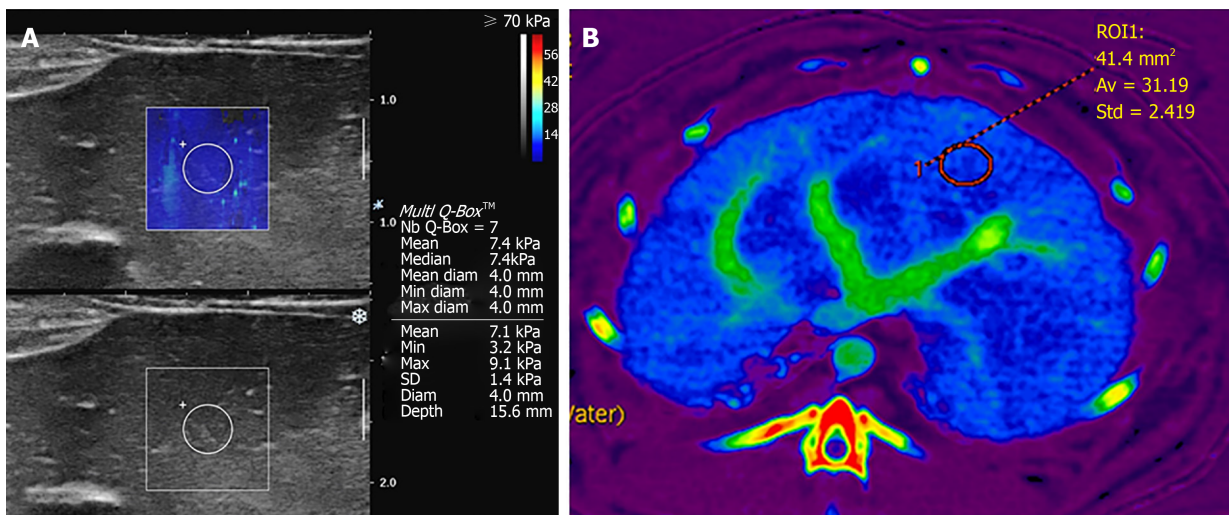 A
≥ 70 kPa
56
42
28
14
1.0
1.0
2.0
Multl Q-Box™
Nb Q-Box = 7
Mean 7.4 kPa
Median 7.4kPa
Mean diam 4.0 mm
Min diam 4.0 mm
Max diam 4.0 mm
Mean 7.1 kPa
Min 3.2 kPa
Max 9.1 kPa
SD 1.4 kPa
Diam 4.0 mm
Depth 15.6 mm
B
ROI1:
41.4 mm²
Av = 31.19
Std = 2.419
1
Vater)